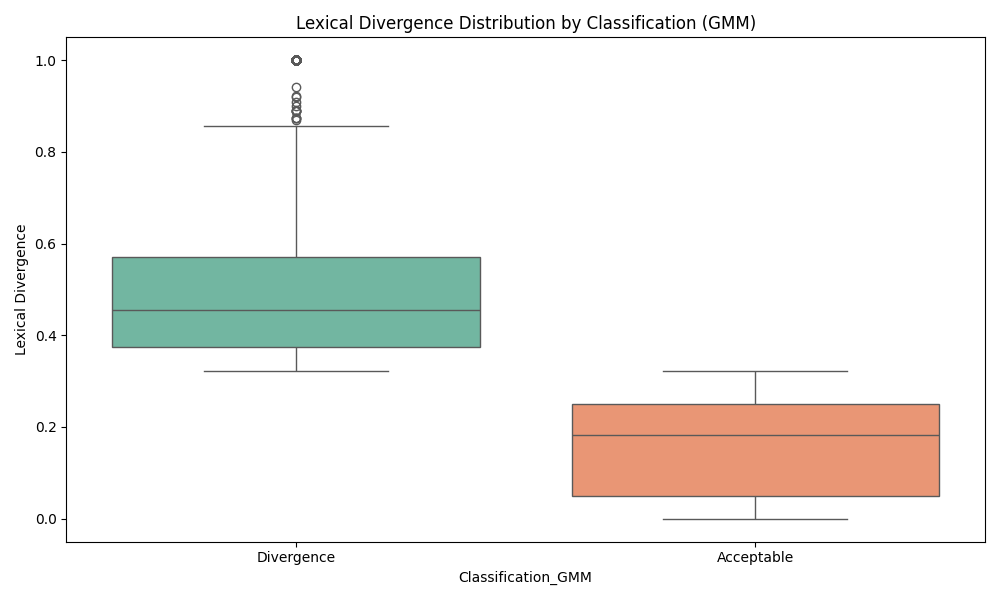 Lexical Divergence Distribution by Classification (GMM)
Lexical Divergence
1.0
0.8
0.6
0.4
0.2
0.0
Divergence
Acceptable
Classification_GMM